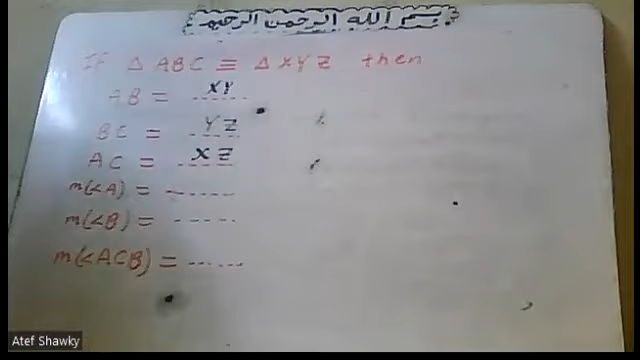 بسم الله الرحمن الرحيم
If Δ ABC ≡ Δ XYZ then
AB = XY
BC = YZ
AC = XZ
m(<A) = ------
m(<B) = -----
m(<ACB) = ------
Atef Shawky